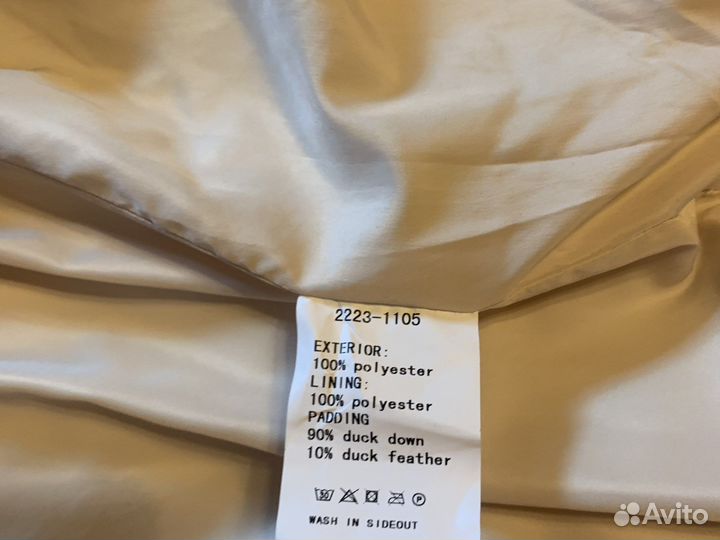 2223-1105
EXTERIOR:
100% polyester
LINING:
100% polyester
PADDING
90% duck down
10% duck feather
WASH IN SIDEOUT
Avito